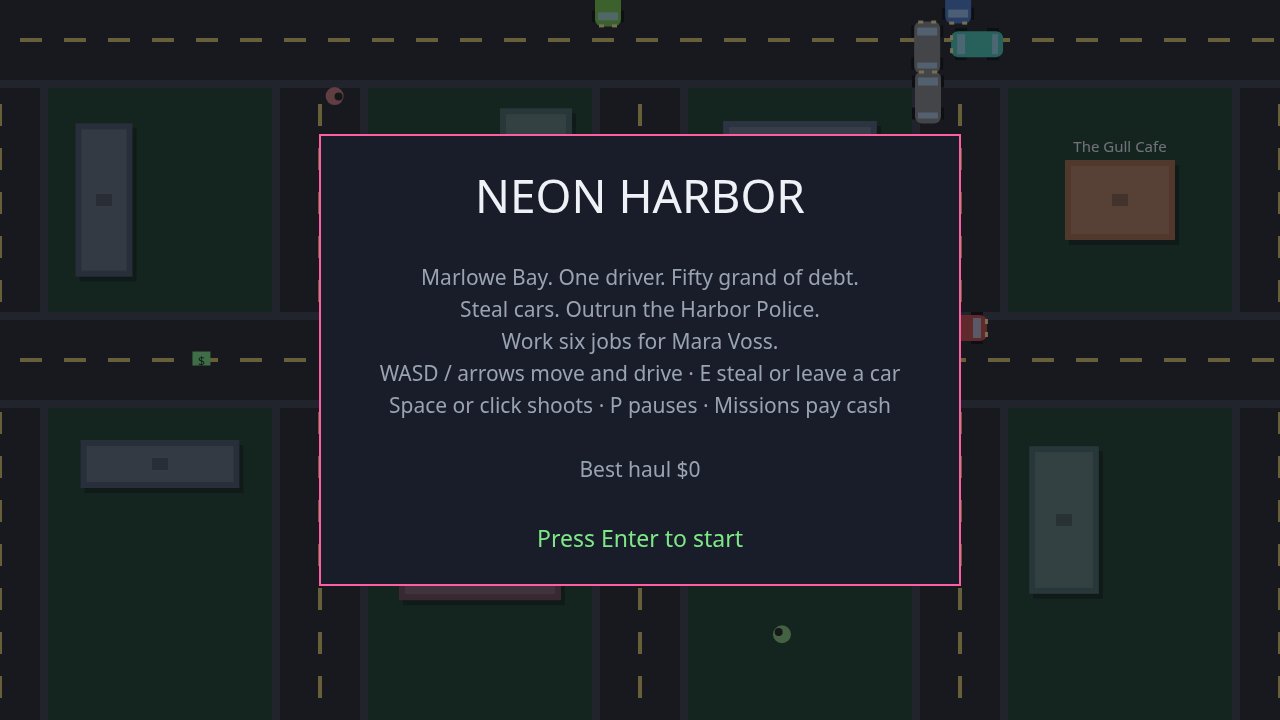 The Gull Cafe
NEON HARBOR
Marlowe Bay. One driver. Fifty grand of debt.
Steal cars. Outrun the Harbor Police.
Work six jobs for Mara Voss.
WASD / arrows move and drive · E steal or leave a car
Space or click shoots · P pauses · Missions pay cash
$
Best haul $0
Press Enter to start